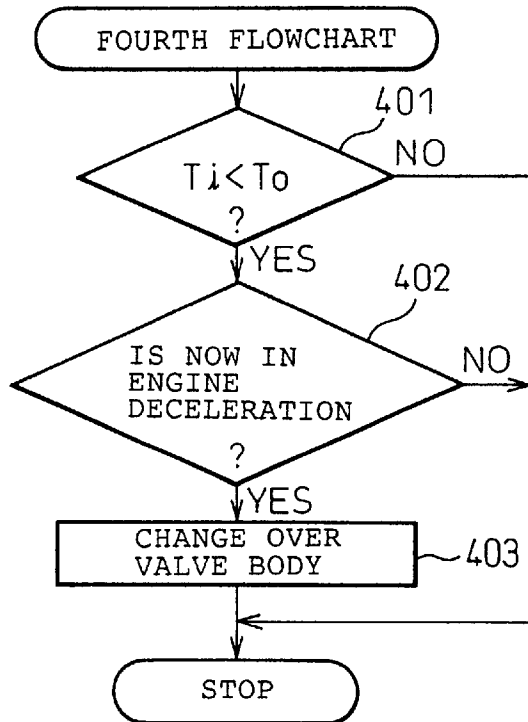 FOURTH FLOWCHART
401
Ti<To
?
NO
YES
402
IS NOW IN
ENGINE
DECELERATION
?
NO
YES
CHANGE OVER
VALVE BODY
403
STOP